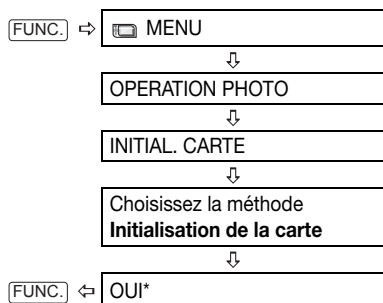 FUNC. MENU
OPERATION PHOTO
INITIAL. CARTE
Choisissez la méthode
Initialisation de la carte
FUNC. OUI*